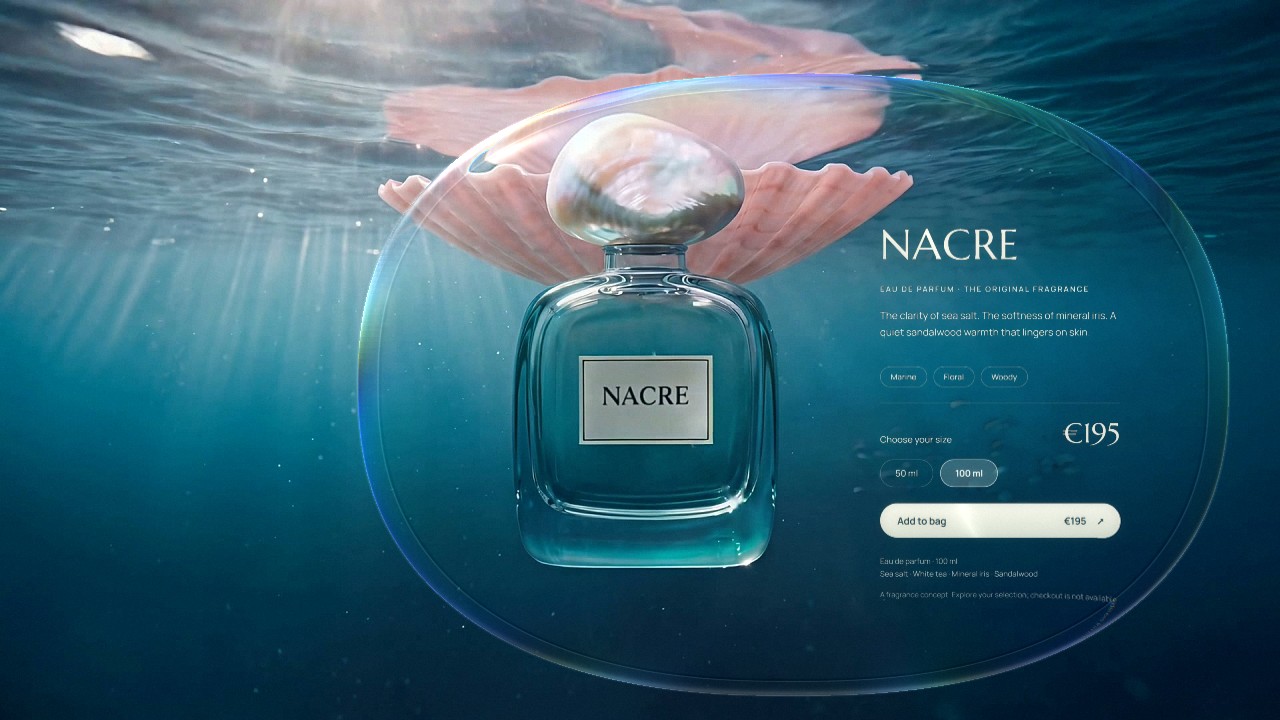 NACRE
NACRE
EAU DE PARFUM · THE ORIGINAL FRAGRANCE
The clarity of sea salt. The softness of mineral iris. A
quiet sandalwood warmth that lingers on skin.
Marine Floral Woody
Choose your size €195
50 ml 100 ml
Add to bag €195 ↗
Eau de parfum · 100 ml
Sea salt · White tea · Mineral iris · Sandalwood
A fragrance concept. Explore your selection; checkout is not available